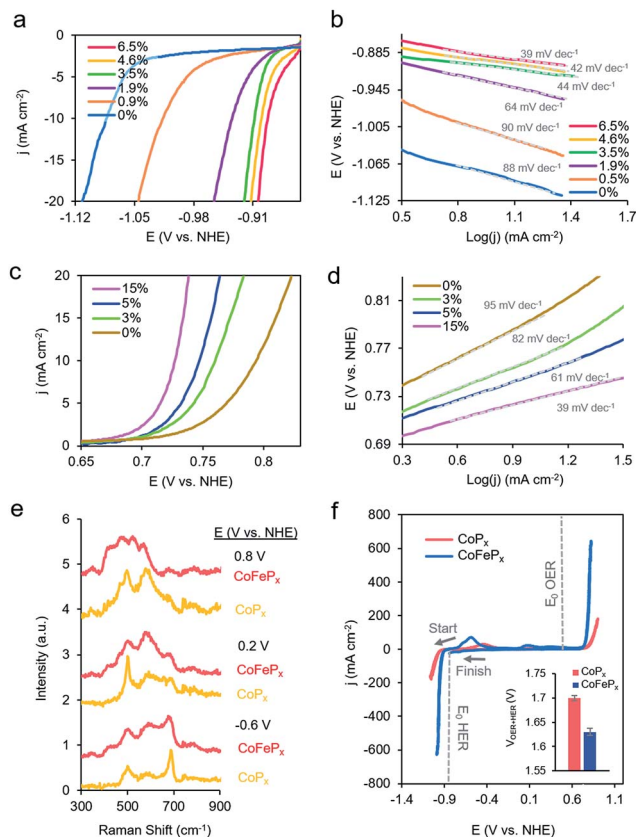 a
0
-5
-10
-15
-20
j (mA cm-2)
6.5%
4.6%
3.5%
1.9%
0.9%
0%
-1.12
-1.05
-0.98
-0.91
E (V vs. NHE)
b
-0.885
-0.945
-1.005
-1.065
-1.125
E (V vs. NHE)
39 mV dec-1
42 mV dec-1
44 mV dec-1
64 mV dec-1
90 mV dec-1
88 mV dec-1
6.5%
4.6%
3.5%
1.9%
0.5%
0%
0.5
0.8
1.1
1.4
1.7
Log(j) (mA cm-2)
c
20
15
10
5
0
j (mA cm-2)
15%
5%
3%
0%
0.65
0.7
0.75
0.8
E (V vs. NHE)
d
0.81
0.77
0.73
0.69
E (V vs. NHE)
0%
3%
5%
15%
95 mV dec-1
82 mV dec-1
61 mV dec-1
39 mV dec-1
0.3
0.6
0.9
1.2
1.5
Log(j) (mA cm-2)
e
6
5
4
3
2
1
0
Intensity (a.u.)
E (V vs. NHE)
0.8 V
CoFePx
CoPx
0.2 V
CoFePx
CoPx
-0.6 V
CoFePx
CoPx
300
500
700
900
Raman Shift (cm-1)
f
800
600
400
200
0
-200
-400
-600
-800
j (mA cm-2)
CoPx
CoFePx
E0 OER
Start
Finish
E0 HER
VOER+HER (V)
1.75
1.71
1.67
1.63
1.59
1.55
CoPx
CoFePx
-1.4
-0.9
-0.4
0.1
0.6
1.1
E (V vs. NHE)